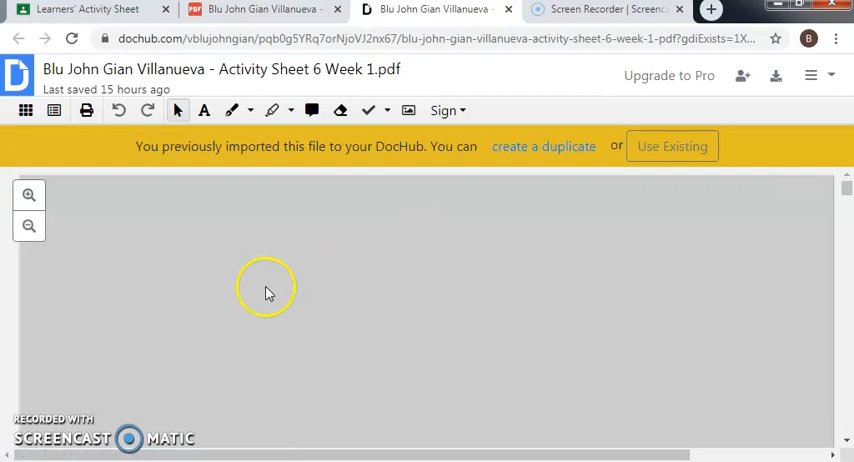 Learners' Activity Sheet
Blu John Gian Villanueva -
Blu John Gian Villanueva -
Screen Recorder | Screenca
dochub.com/vblujohngian/pqb0g5YRq7orNjoVJ2nx67/blu-john-gian-villanueva-activity-sheet-6-week-1-pdf?gdiExists=1X...
B
Blu John Gian Villanueva - Activity Sheet 6 Week 1.pdf
Last saved 15 hours ago
Upgrade to Pro
A
Sign
You previously imported this file to your DocHub. You can create a duplicate or Use Existing
RECORDED WITH
SCREENCAST MATIC